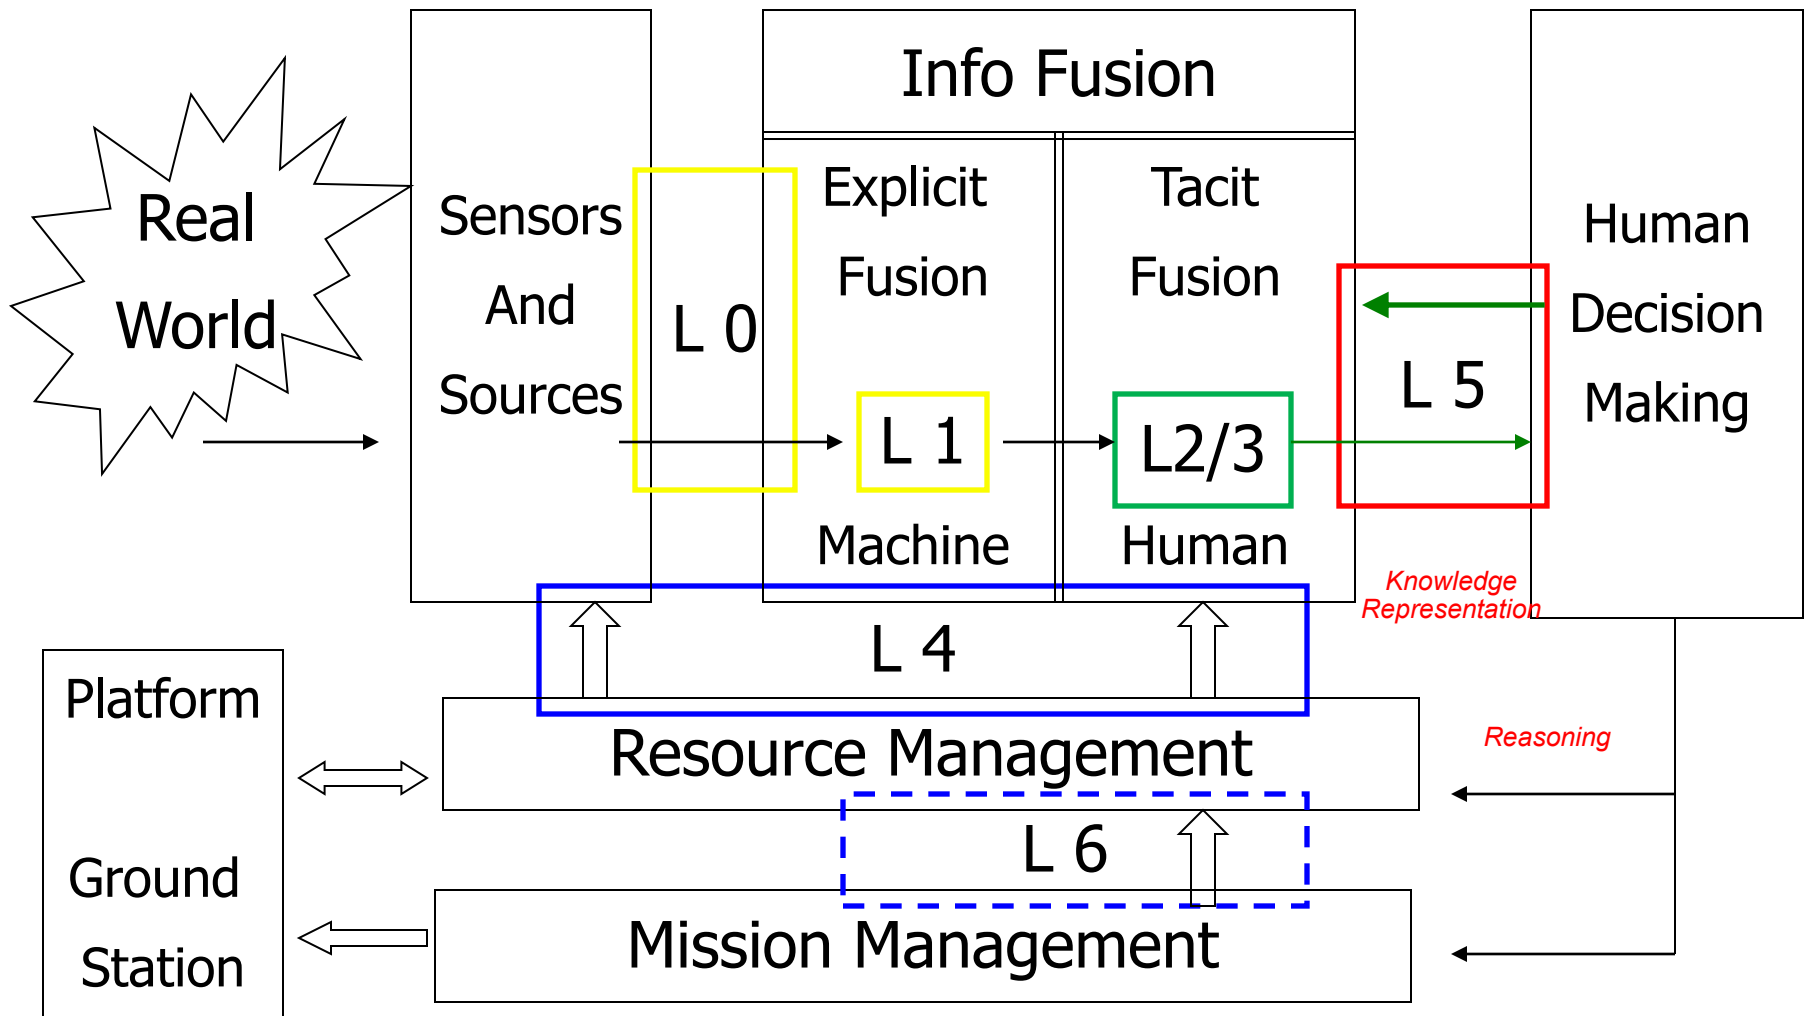 Real
World
Sensors
And
Sources
L 0
Info Fusion
Explicit
Fusion
L 1
Machine
Tacit
Fusion
L2/3
Human
L 5
Human
Decision
Making
Knowledge
Representation
L 4
Platform
Ground
Station
Resource Management
Reasoning
L 6
Mission Management